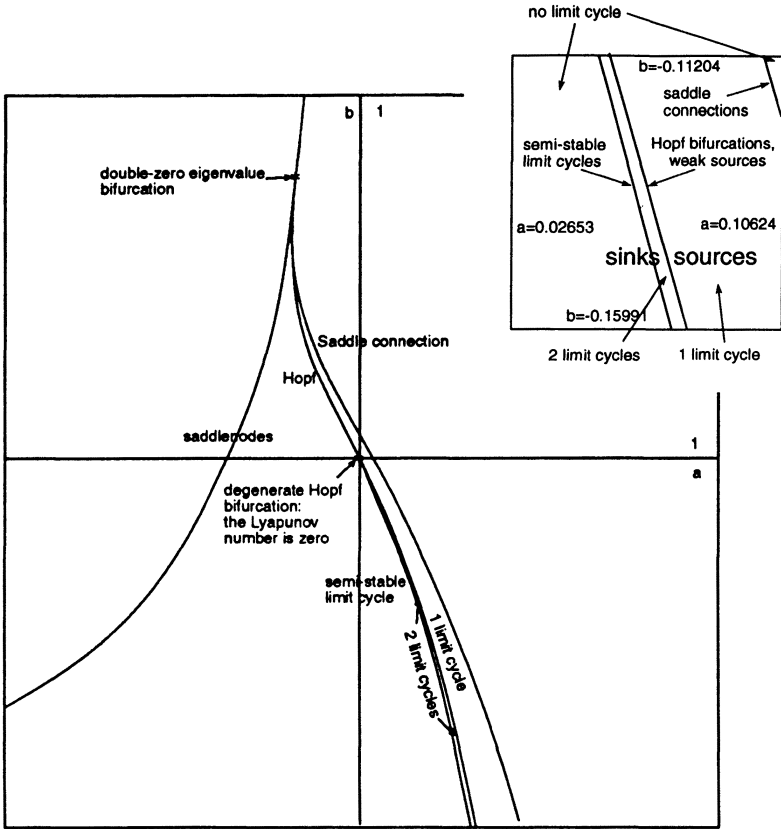 no limit cycle
b=-0.11204
saddle
connections
semi-stable
limit cycles
Hopf bifurcations,
weak sources
a=0.02653
a=0.10624
sinks
sources
b=-0.15991
2 limit cycles
1 limit cycle
b
1
double-zero eigenvalue
bifurcation
Saddle connection
Hopf
saddlenodes
1
a
degenerate Hopf
bifurcation:
the Lyapunov
number is zero
semi-stable
limit cycle
1 limit cycle
2 limit cycles